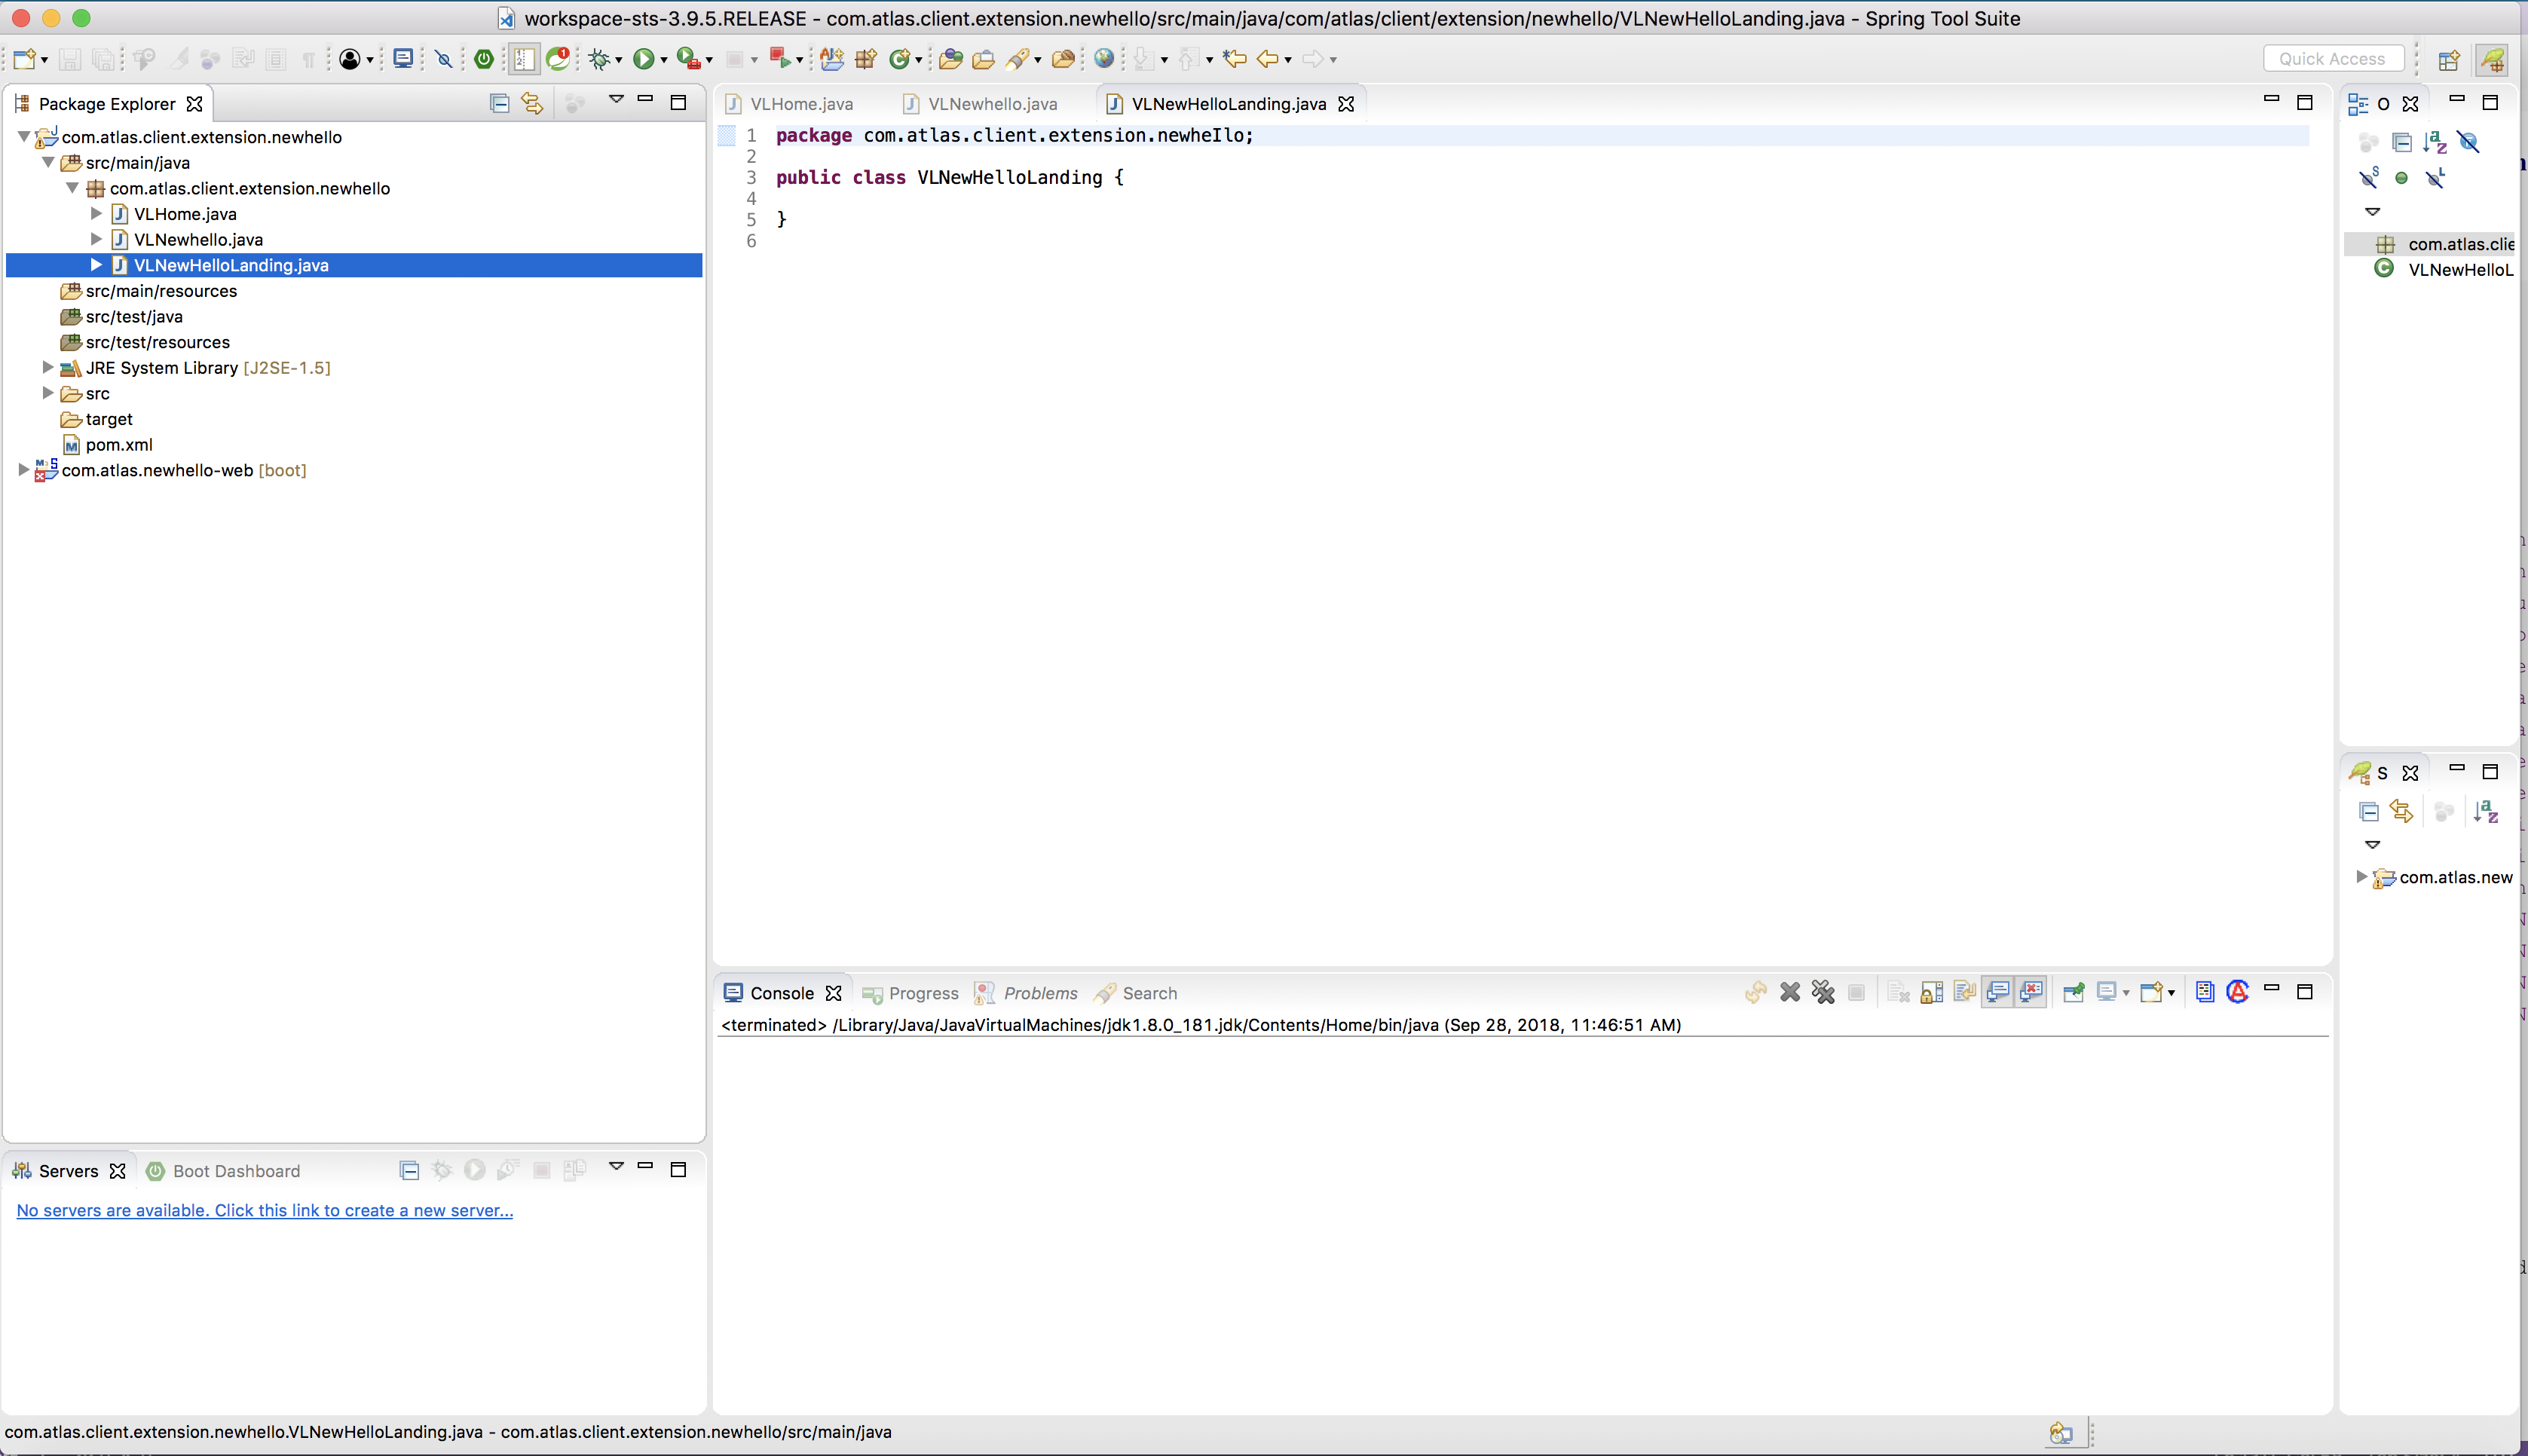 workspace-sts-3.9.5.RELEASE - com.atlas.client.extension.newhello/src/main/java/com/atlas/client/extension/newhello/VLNewHelloLanding.java - Spring Tool Suite
Quick Access
Package Explorer
com.atlas.client.extension.newhello
src/main/java
com.atlas.client.extension.newhello
VLHome.java
VLNewhello.java
VLNewHelloLanding.java
src/main/resources
src/test/java
src/test/resources
JRE System Library [J2SE-1.5]
src
target
pom.xml
com.atlas.newhello-web [boot]
VLHome.java VLNewhello.java VLNewHelloLanding.java
1 package com.atlas.client.extension.newheIlo;
2
3 public class VLNewHelloLanding {
4
5 }
6
O
com.atlas.clie
VLNewHelloL
S
com.atlas.new
Console Progress Problems Search
<terminated> /Library/Java/JavaVirtualMachines/jdk1.8.0_181.jdk/Contents/Home/bin/java (Sep 28, 2018, 11:46:51 AM)
Servers Boot Dashboard
No servers are available. Click this link to create a new server...
com.atlas.client.extension.newhello.VLNewHelloLanding.java - com.atlas.client.extension.newhello/src/main/java